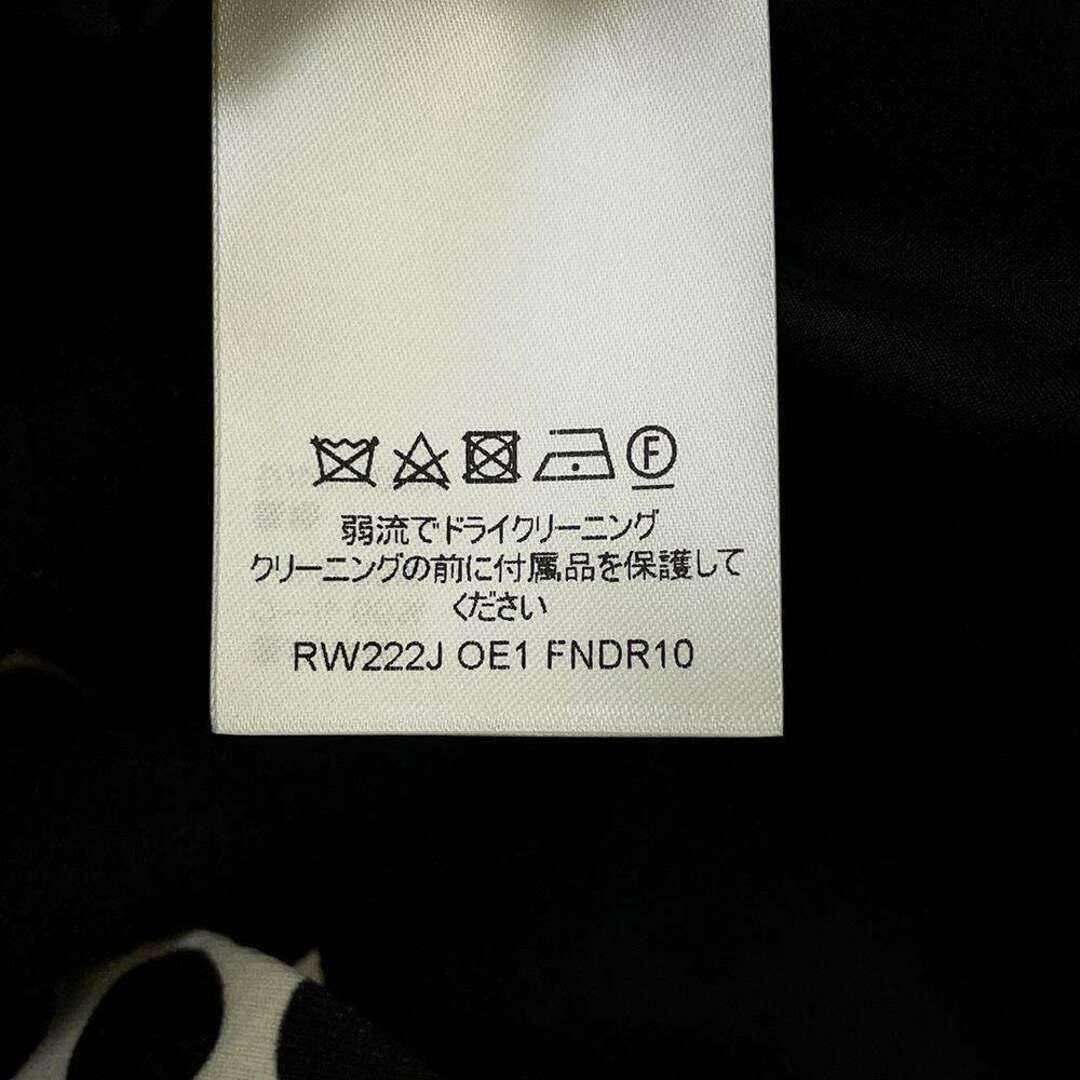 F
弱流でドライクリーニング
クリーニングの前に付属品を保護して
ください
RW222J OE1 FNDR10